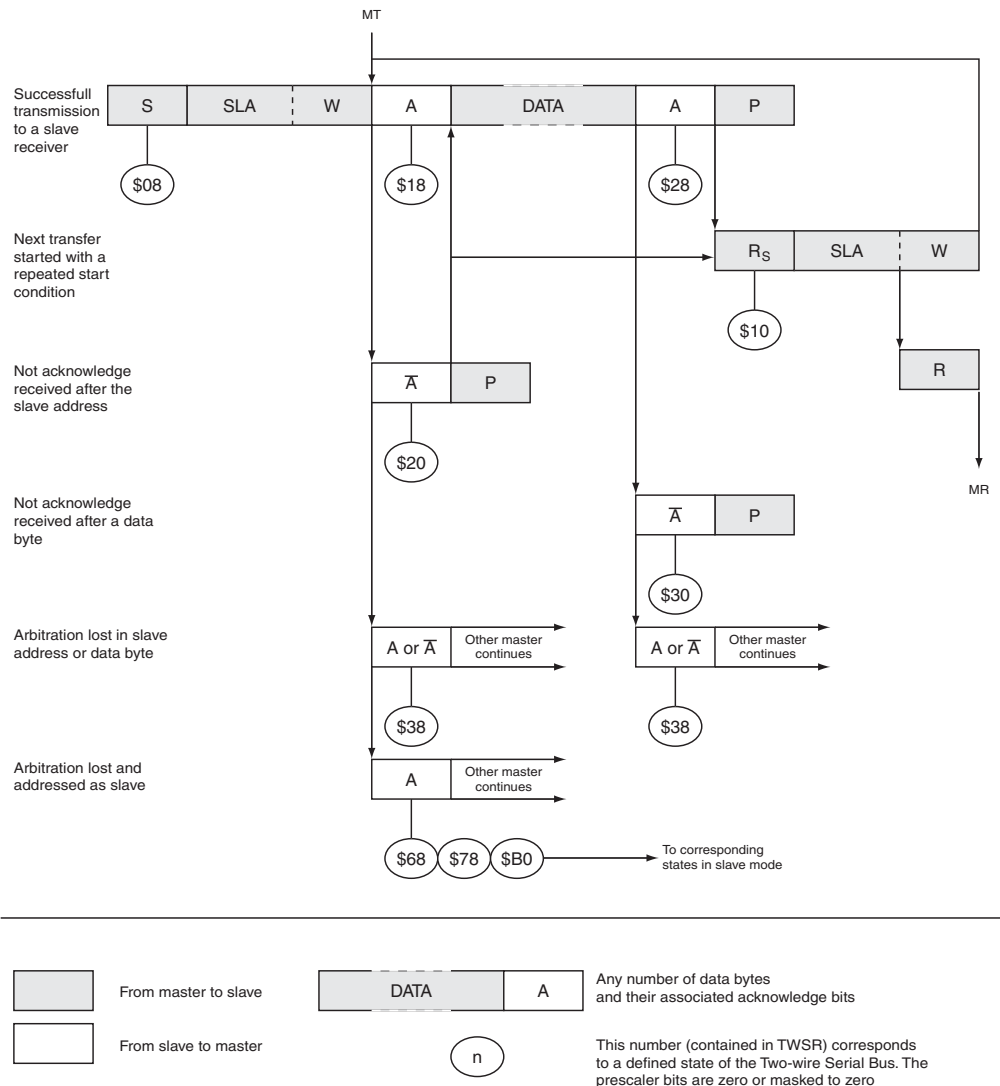 MT
Successfull
transmission
to a slave
receiver
S SLA W A DATA A P
$08 $18 $28
Next transfer
started with a
repeated start
condition
RS SLA W
$10
Not acknowledge
received after the
slave address
A̅ P
R
$20
MR
Not acknowledge
received after a data
byte
A̅ P
$30
Arbitration lost in slave
address or data byte
A or A̅ Other master
continues
A or A̅ Other master
continues
$38 $38
Arbitration lost and
addressed as slave
A Other master
continues
$68 $78 $B0
To corresponding
states in slave mode
From master to slave
DATA A
Any number of data bytes
and their associated acknowledge bits
From slave to master
n
This number (contained in TWSR) corresponds
to a defined state of the Two-wire Serial Bus. The
prescaler bits are zero or masked to zero